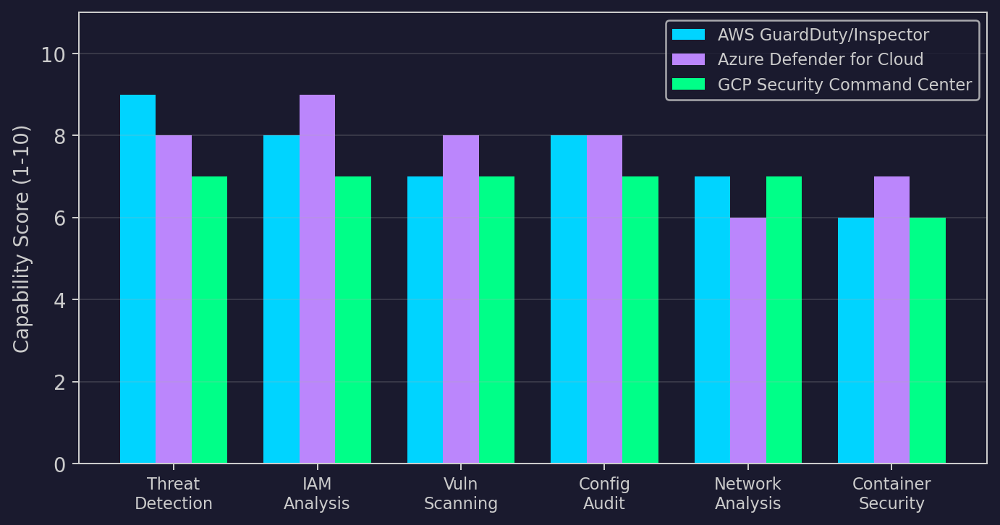 AWS GuardDuty/Inspector
Azure Defender for Cloud
GCP Security Command Center
Capability Score (1-10)
10
8
6
4
2
0
Threat
Detection
IAM
Analysis
Vuln
Scanning
Config
Audit
Network
Analysis
Container
Security